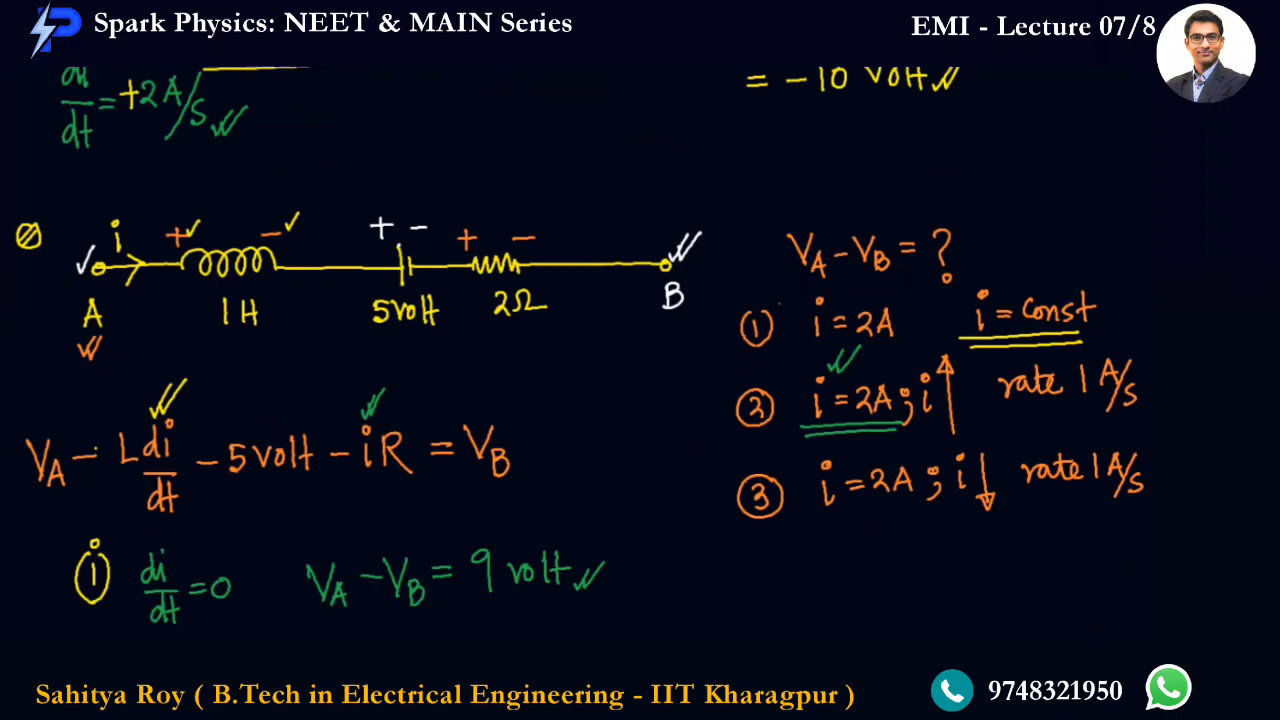 Spark Physics: NEET & MAIN Series
EMI - Lecture 07/8
di/dt = +2A/S
= -10 volt
i + - + - + -
A 1H 5volt 2Ω B
VA - VB = ?
① i = 2A i = const
② i = 2A ; i↑ rate 1 A/S
③ i = 2A ; i↓ rate 1 A/S
VA - L di/dt - 5volt - iR = VB
① di/dt = 0 VA - VB = 9 volt
Sahitya Roy ( B.Tech in Electrical Engineering - IIT Kharagpur )
9748321950